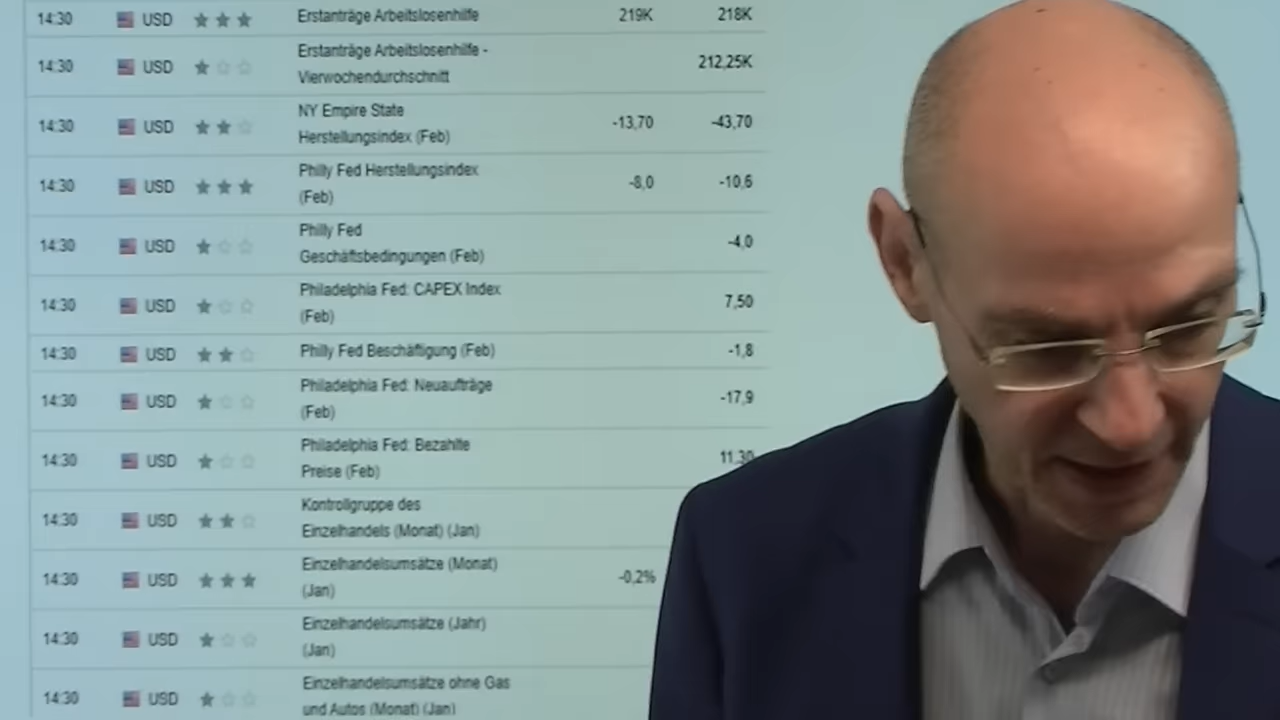 14:30 USD Erstanträge Arbeitslosenhilfe 219K 218K
14:30 USD Erstanträge Arbeitslosenhilfe -
Vierwochendurchschnitt 212,25K
14:30 USD NY Empire State
Herstellungsindex (Feb) -13,70 -43,70
14:30 USD Philly Fed Herstellungsindex
(Feb) -8,0 -10,6
14:30 USD Philly Fed
Geschäftsbedingungen (Feb) -4,0
14:30 USD Philadelphia Fed: CAPEX Index
(Feb) 7,50
14:30 USD Philly Fed Beschäftigung (Feb) -1,8
14:30 USD Philadelphia Fed: Neuaufträge
(Feb) -17,9
14:30 USD Philadelphia Fed: Bezahlte
Preise (Feb) 11,30
14:30 USD Kontrollgruppe des
Einzelhandels (Monat) (Jan)
14:30 USD Einzelhandelsumsätze (Monat)
(Jan) -0,2%
14:30 USD Einzelhandelsumsätze (Jahr)
(Jan)
14:30 USD Einzelhandelsumsätze ohne Gas
und Autos (Monat) (Jan)